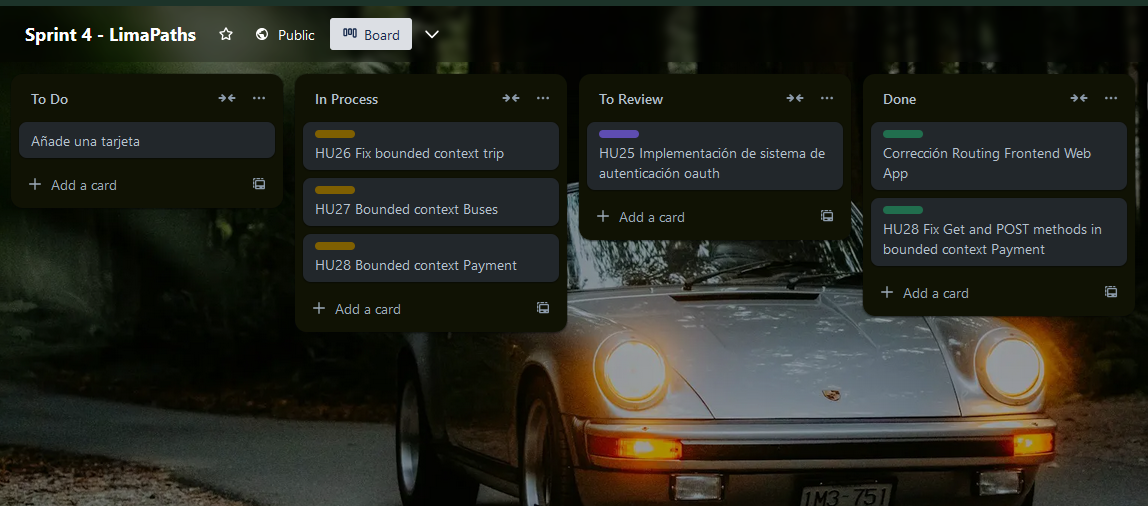 Sprint 4 - LimaPaths
Public
Board
To Do
Añade una tarjeta
Add a card
In Process
HU26 Fix bounded context trip
HU27 Bounded context Buses
HU28 Bounded context Payment
Add a card
To Review
HU25 Implementación de sistema de
autenticación oauth
Add a card
Done
Corrección Routing Frontend Web
App
HU28 Fix Get and POST methods in
bounded context Payment
Add a card
1M3-751